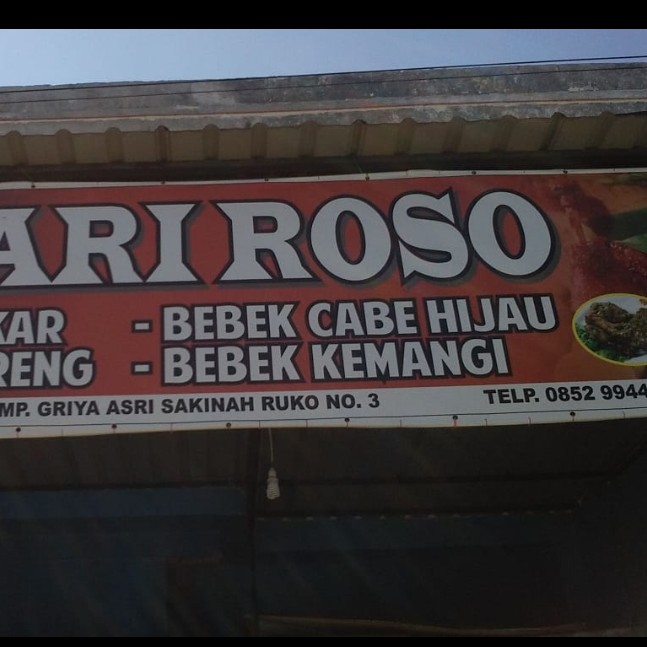 ARI ROSO
KAR - BEBEK CABE HIJAU
RENG - BEBEK KEMANGI
MP. GRIYA ASRI SAKINAH RUKO NO. 3 TELP. 0852 9944